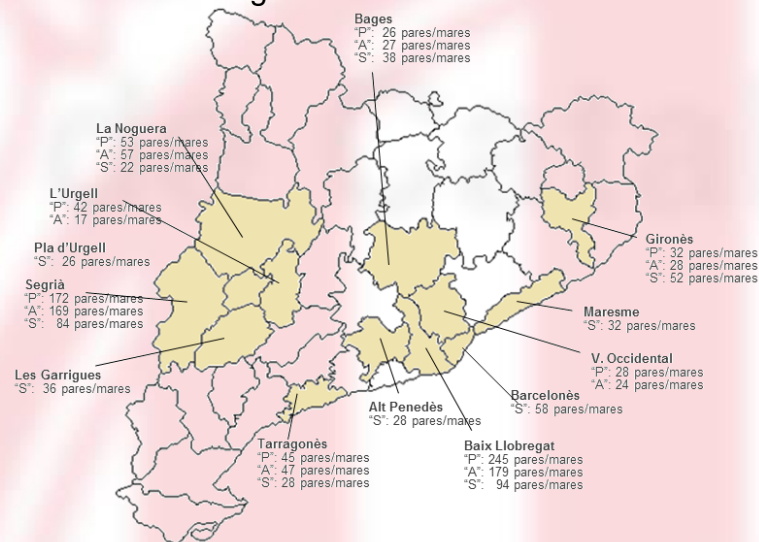 Bages
"P": 26 pares/mares
"A": 27 pares/mares
"S": 38 pares/mares
La Noguera
"P": 53 pares/mares
"A": 57 pares/mares
"S": 22 pares/mares
L'Urgell
"P": 42 pares/mares
"A": 17 pares/mares
Pla d'Urgell
"S": 26 pares/mares
Segrià
"P": 172 pares/mares
"A": 169 pares/mares
"S": 84 pares/mares
Les Garrigues
"S": 36 pares/mares
Gironès
"P": 32 pares/mares
"A": 28 pares/mares
"S": 52 pares/mares
Maresme
"S": 32 pares/mares
V. Occidental
"P": 28 pares/mares
"A": 24 pares/mares
Barcelonès
"S": 58 pares/mares
Alt Penedès
"S": 28 pares/mares
Tarragonès
"P": 45 pares/mares
"A": 47 pares/mares
"S": 28 pares/mares
Baix Llobregat
"P": 245 pares/mares
"A": 179 pares/mares
"S": 94 pares/mares